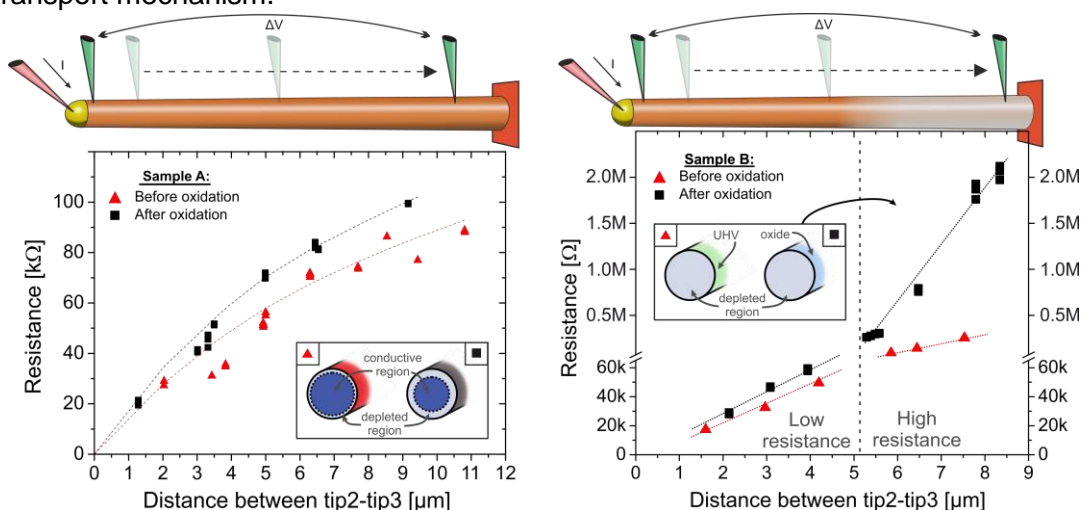 transport mechanism.
ΔV
I
Sample A:
Before oxidation
After oxidation
100
80
60
40
20
0
Resistance [kΩ]
conductive
region
depleted
region
0 1 2 3 4 5 6 7 8 9 10 11 12
Distance between tip2-tip3 [µm]
ΔV
I
Sample B:
Before oxidation
After oxidation
2.0M
1.5M
1.0M
0.5M
60k
40k
20k
0
Resistance [Ω]
UHV
oxide
depleted
region
Low
resistance
High
resistance
2.0M
1.5M
1.0M
0.5M
60k
40k
20k
0
0 1 2 3 4 5 6 7 8 9
Distance between tip2-tip3 [µm]